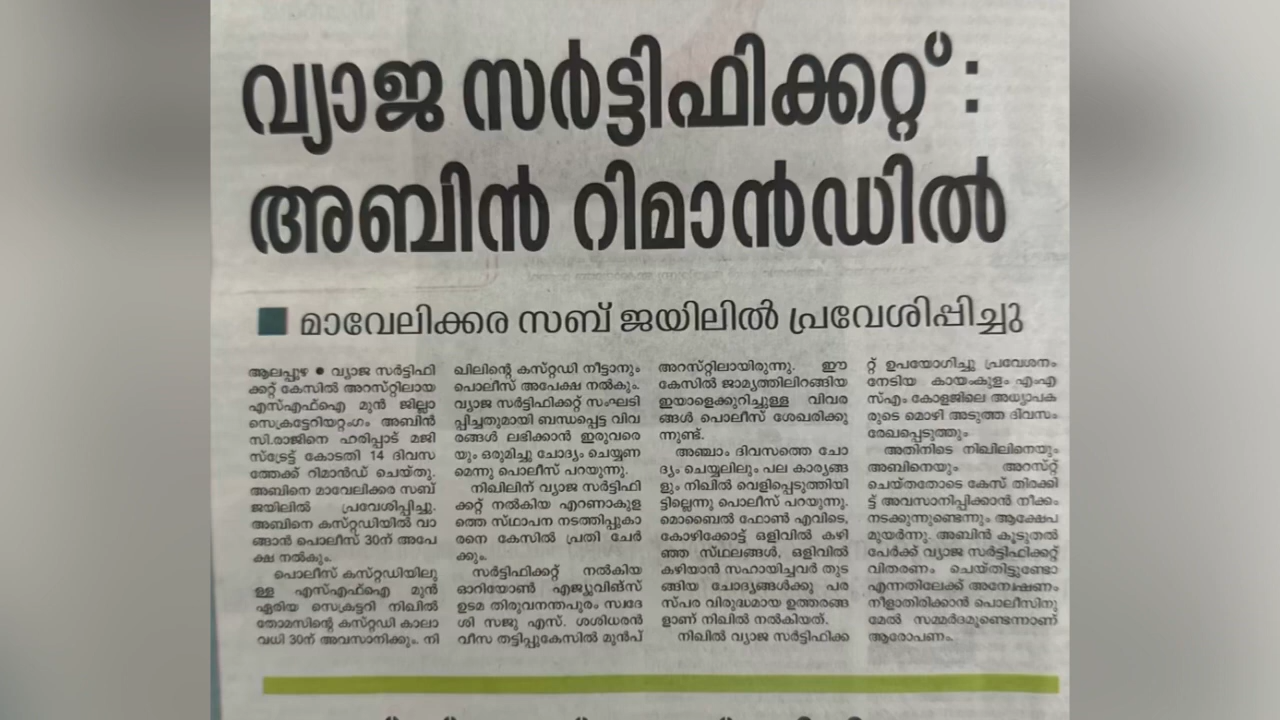 വ്യാജ സർട്ടിഫിക്കറ്റ് :
അബിൻ റിമാൻഡിൽ
മാവേലിക്കര സബ് ജയിലിൽ പ്രവേശിപ്പിച്ചു
ആലപ്പുഴ ● വ്യാജ സർട്ടിഫി
ക്കറ്റ് കേസിൽ അറസ്റ്റിലായ
എസ്എഫ്ഐ മുൻ ജില്ലാ
സെക്രട്ടേറിയറ്റംഗം അബിൻ
സി.രാജിനെ ഹരിപ്പാട് മജി
സ്ട്രേട്ട് കോടതി 14 ദിവസ
ത്തേക്ക് റിമാൻഡ് ചെയ്തു.
അബിനെ മാവേലിക്കര സബ്
ജയിലിൽ പ്രവേശിപ്പിച്ചു.
അബിനെ കസ്റ്റഡിയിൽ വാ
ങ്ങാൻ പൊലീസ് 30ന് അപേ
ക്ഷ നൽകും.
പൊലീസ് കസ്റ്റഡിയിലു
ള്ള എസ്എഫ്ഐ മുൻ
ഏരിയ സെക്രട്ടറി നിഖിൽ
തോമസിന്റെ കസ്റ്റഡി കാലാ
വധി 30ന് അവസാനിക്കും. നി
ഖിലിന്റെ കസ്റ്റഡി നീട്ടാനും
പൊലീസ് അപേക്ഷ നൽകും.
വ്യാജ സർട്ടിഫിക്കറ്റ് സംഘടി
പ്പിച്ചതുമായി ബന്ധപ്പെട്ട വിവ
രങ്ങൾ ലഭിക്കാൻ ഇരുവരെ
യും ഒരുമിച്ചു ചോദ്യം ചെയ്യണ
മെന്നു പൊലീസ് പറയുന്നു.
നിഖിലിന് വ്യാജ സർട്ടിഫി
ക്കറ്റ് നൽകിയ എറണാകുള
ത്തെ സ്ഥാപന നടത്തിപ്പുകാ
രനെ കേസിൽ പ്രതി ചേർ
ക്കും.
സർട്ടിഫിക്കറ്റ് നൽകിയ
ഓറിയോൺ എജ്യൂവിങ്സ്
ഉടമ തിരുവനന്തപുരം സ്വദേ
ശി സജു എസ്. ശശിധരൻ
വീസ തട്ടിപ്പുകേസിൽ മുൻപ്
അറസ്റ്റിലായിരുന്നു. ഈ
കേസിൽ ജാമ്യത്തിലിറങ്ങിയ
ഇയാളെക്കുറിച്ചുള്ള വിവര
ങ്ങൾ പൊലീസ് ശേഖരിക്കു
ന്നുണ്ട്.
അഞ്ചാം ദിവസത്തെ ചോ
ദ്യം ചെയ്യലിലും പല കാര്യങ്ങ
ളും നിഖിൽ വെളിപ്പെടുത്തിയി
ട്ടില്ലെന്നു പൊലീസ് പറയുന്നു.
മൊബൈൽ ഫോൺ എവിടെ,
കോഴിക്കോട്ട് ഒളിവിൽ കഴി
ഞ്ഞ സ്ഥലങ്ങൾ, ഒളിവിൽ
കഴിയാൻ സഹായിച്ചവർ തുട
ങ്ങിയ ചോദ്യങ്ങൾക്കു പര
സ്പര വിരുദ്ധമായ ഉത്തരങ്ങ
ളാണ് നിഖിൽ നൽകിയത്.
നിഖിൽ വ്യാജ സർട്ടിഫിക്ക
റ്റ് ഉപയോഗിച്ചു പ്രവേശനം
നേടിയ കായംകുളം എംഎ
സ്എം കോളജിലെ അധ്യാപക
രുടെ മൊഴി അടുത്ത ദിവസം
രേഖപ്പെടുത്തും.
അതിനിടെ നിഖിലിനെയും
അബിനെയും അറസ്റ്റ്
ചെയ്തതോടെ കേസ് തിരക്കി
ട്ട് അവസാനിപ്പിക്കാൻ നീക്കം
നടക്കുന്നുണ്ടെന്നും ആക്ഷേപ
മുയർന്നു. അബിൻ കൂടുതൽ
പേർക്ക് വ്യാജ സർട്ടിഫിക്കറ്റ്
വിതരണം ചെയ്തിട്ടുണ്ടോ
എന്നതിലേക്ക് അന്വേഷണം
നീളാതിരിക്കാൻ പൊലീസിനു
മേൽ സമ്മർദമുണ്ടെന്നാണ്
ആരോപണം.